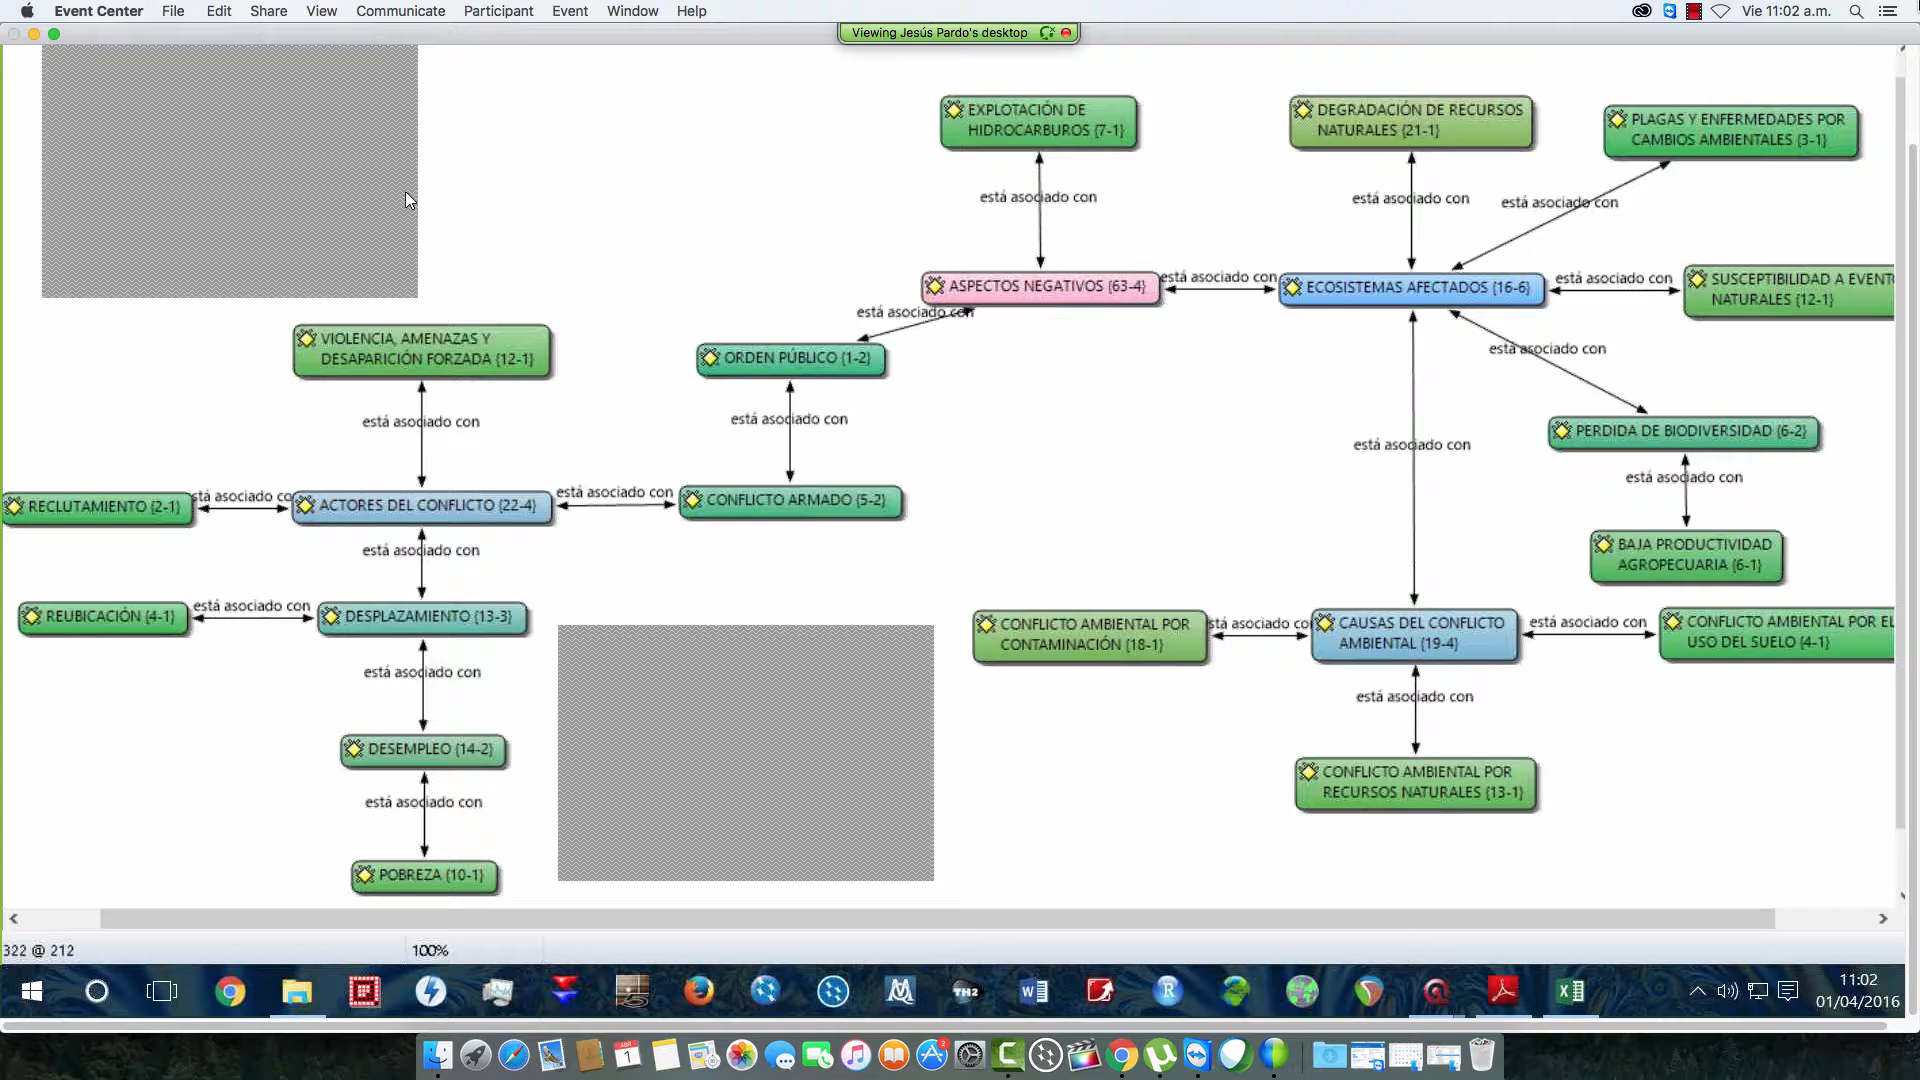 Event Center File Edit Share View Communicate Participant Event Window Help
Vie 11:02 a.m.
Viewing Jesús Pardo's desktop
EXPLOTACIÓN DE
HIDROCARBUROS {7-1}
DEGRADACIÓN DE RECURSOS
NATURALES {21-1}
PLAGAS Y ENFERMEDADES POR
CAMBIOS AMBIENTALES {3-1}
está asociado con
está asociado con
está asociado con
ASPECTOS NEGATIVOS {63-4}
está asociado con
ECOSISTEMAS AFECTADOS {16-6}
está asociado con
SUSCEPTIBILIDAD A EVENTO
NATURALES {12-1}
está asociado con
VIOLENCIA, AMENAZAS Y
DESAPARICIÓN FORZADA {12-1}
ORDEN PÚBLICO {1-2}
está asociado con
está asociado con
está asociado con
está asociado con
PERDIDA DE BIODIVERSIDAD {6-2}
está asociado con
RECLUTAMIENTO {2-1}
stá asociado co
ACTORES DEL CONFLICTO {22-4}
está asociado con
CONFLICTO ARMADO {5-2}
está asociado con
BAJA PRODUCTIVIDAD
AGROPECUARIA {6-1}
REUBICACIÓN {4-1}
está asociado con
DESPLAZAMIENTO {13-3}
CONFLICTO AMBIENTAL POR
CONTAMINACIÓN {18-1}
stá asociado co
CAUSAS DEL CONFLICTO
AMBIENTAL {19-4}
está asociado con
CONFLICTO AMBIENTAL POR EL
USO DEL SUELO {4-1}
está asociado con
está asociado con
DESEMPLEO {14-2}
CONFLICTO AMBIENTAL POR
RECURSOS NATURALES {13-1}
está asociado con
POBREZA {10-1}
322 @ 212
100%
TH2
11:02
01/04/2016
ABR
1
2